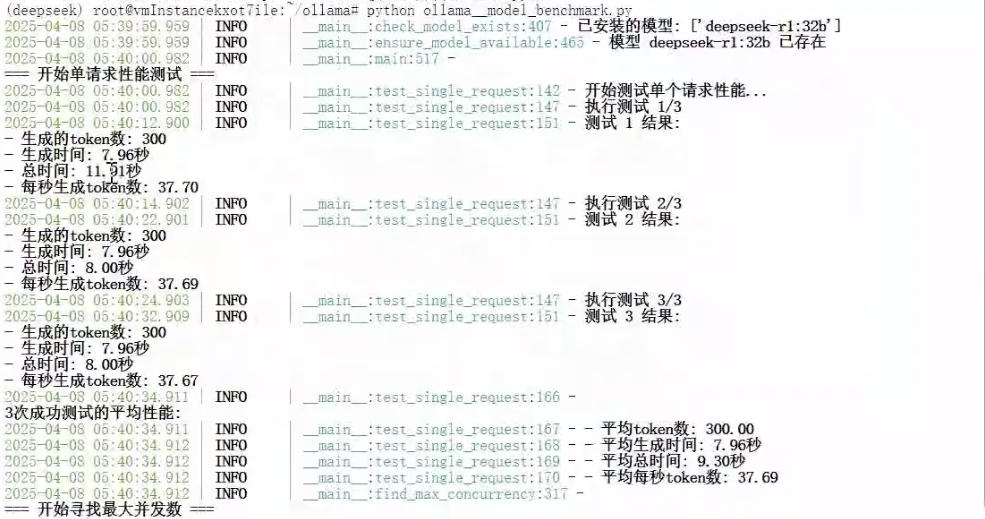 (deepseek) root@vmInstancekxot7ile:~/ollama# python ollama__model_benchmark.py
2025-04-08 05:39:59.959 | INFO     | __main__:check_model_exists:407 - 已安装的模型: ['deepseek-r1:32b']
2025-04-08 05:39:59.959 | INFO     | __main__:ensure_model_available:465 - 模型 deepseek-r1:32b 已存在
2025-04-08 05:40:00.982 | INFO     | __main__:main:517 -
=== 开始单请求性能测试 ===
2025-04-08 05:40:00.982 | INFO     | __main__:test_single_request:142 - 开始测试单个请求性能...
2025-04-08 05:40:00.982 | INFO     | __main__:test_single_request:147 - 执行测试 1/3
2025-04-08 05:40:12.900 | INFO     | __main__:test_single_request:151 - 测试 1 结果:
- 生成的token数: 300
- 生成时间: 7.96秒
- 总时间: 11.91秒
- 每秒生成token数: 37.70
2025-04-08 05:40:14.902 | INFO     | __main__:test_single_request:147 - 执行测试 2/3
2025-04-08 05:40:22.901 | INFO     | __main__:test_single_request:151 - 测试 2 结果:
- 生成的token数: 300
- 生成时间: 7.96秒
- 总时间: 8.00秒
- 每秒生成token数: 37.69
2025-04-08 05:40:24.903 | INFO     | __main__:test_single_request:147 - 执行测试 3/3
2025-04-08 05:40:32.909 | INFO     | __main__:test_single_request:151 - 测试 3 结果:
- 生成的token数: 300
- 生成时间: 7.96秒
- 总时间: 8.00秒
- 每秒生成token数: 37.67
2025-04-08 05:40:34.911 | INFO     | __main__:test_single_request:166 -
3次成功测试的平均性能:
2025-04-08 05:40:34.911 | INFO     | __main__:test_single_request:167 - - 平均token数: 300.00
2025-04-08 05:40:34.912 | INFO     | __main__:test_single_request:168 - - 平均生成时间: 7.96秒
2025-04-08 05:40:34.912 | INFO     | __main__:test_single_request:169 - - 平均总时间: 9.30秒
2025-04-08 05:40:34.912 | INFO     | __main__:test_single_request:170 - - 平均每秒token数: 37.69
2025-04-08 05:40:34.912 | INFO     | __main__:find_max_concurrency:317 -
=== 开始寻找最大并发数 ===